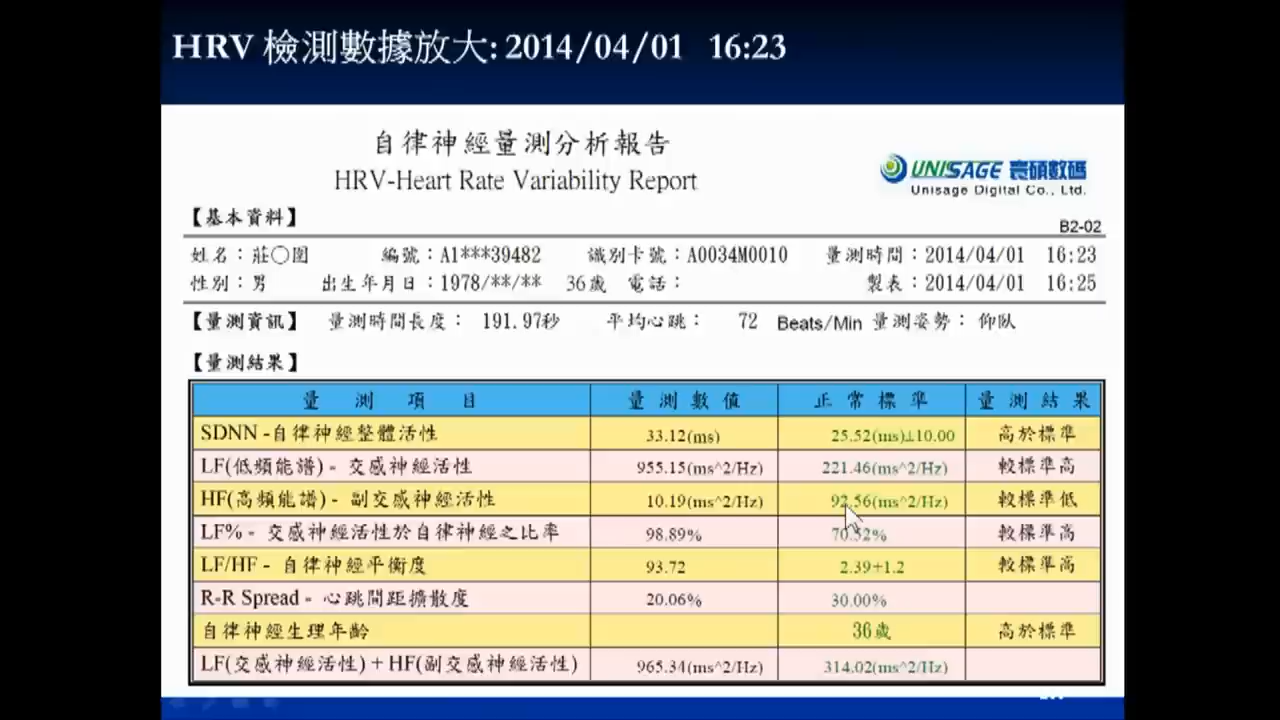 HRV 檢測數據放大: 2014/04/01 16:23
自律神經量測分析報告
HRV-Heart Rate Variability Report
UNISAGE 寰碩數碼
Unisage Digital Co., Ltd.
【基本資料】
B2-02
姓名：莊○圍 編號：A1***39482 識別卡號：A0034M0010 量測時間：2014/04/01 16:23
性別：男 出生年月日：1978/**/** 36歲 電話： 製表：2014/04/01 16:25
【量測資訊】 量測時間長度： 191.97秒 平均心跳： 72 Beats/Min 量測姿勢： 仰臥
【量測結果】
量測項目 量測數值 正常標準 量測結果
SDNN -自律神經整體活性 33.12(ms) 25.52(ms)±10.00 高於標準
LF(低頻能譜)- 交感神經活性 955.15(ms^2/Hz) 221.46(ms^2/Hz) 較標準高
HF(高頻能譜)- 副交感神經活性 10.19(ms^2/Hz) 92.56(ms^2/Hz) 較標準低
LF%- 交感神經活性於自律神經之比率 98.89% 70.52% 較標準高
LF/HF - 自律神經平衡度 93.72 2.39+1.2 較標準高
R-R Spread - 心跳間距擴散度 20.06% 30.00%
自律神經生理年齡 36歲 高於標準
LF(交感神經活性)+HF(副交感神經活性) 965.34(ms^2/Hz) 314.02(ms^2/Hz)